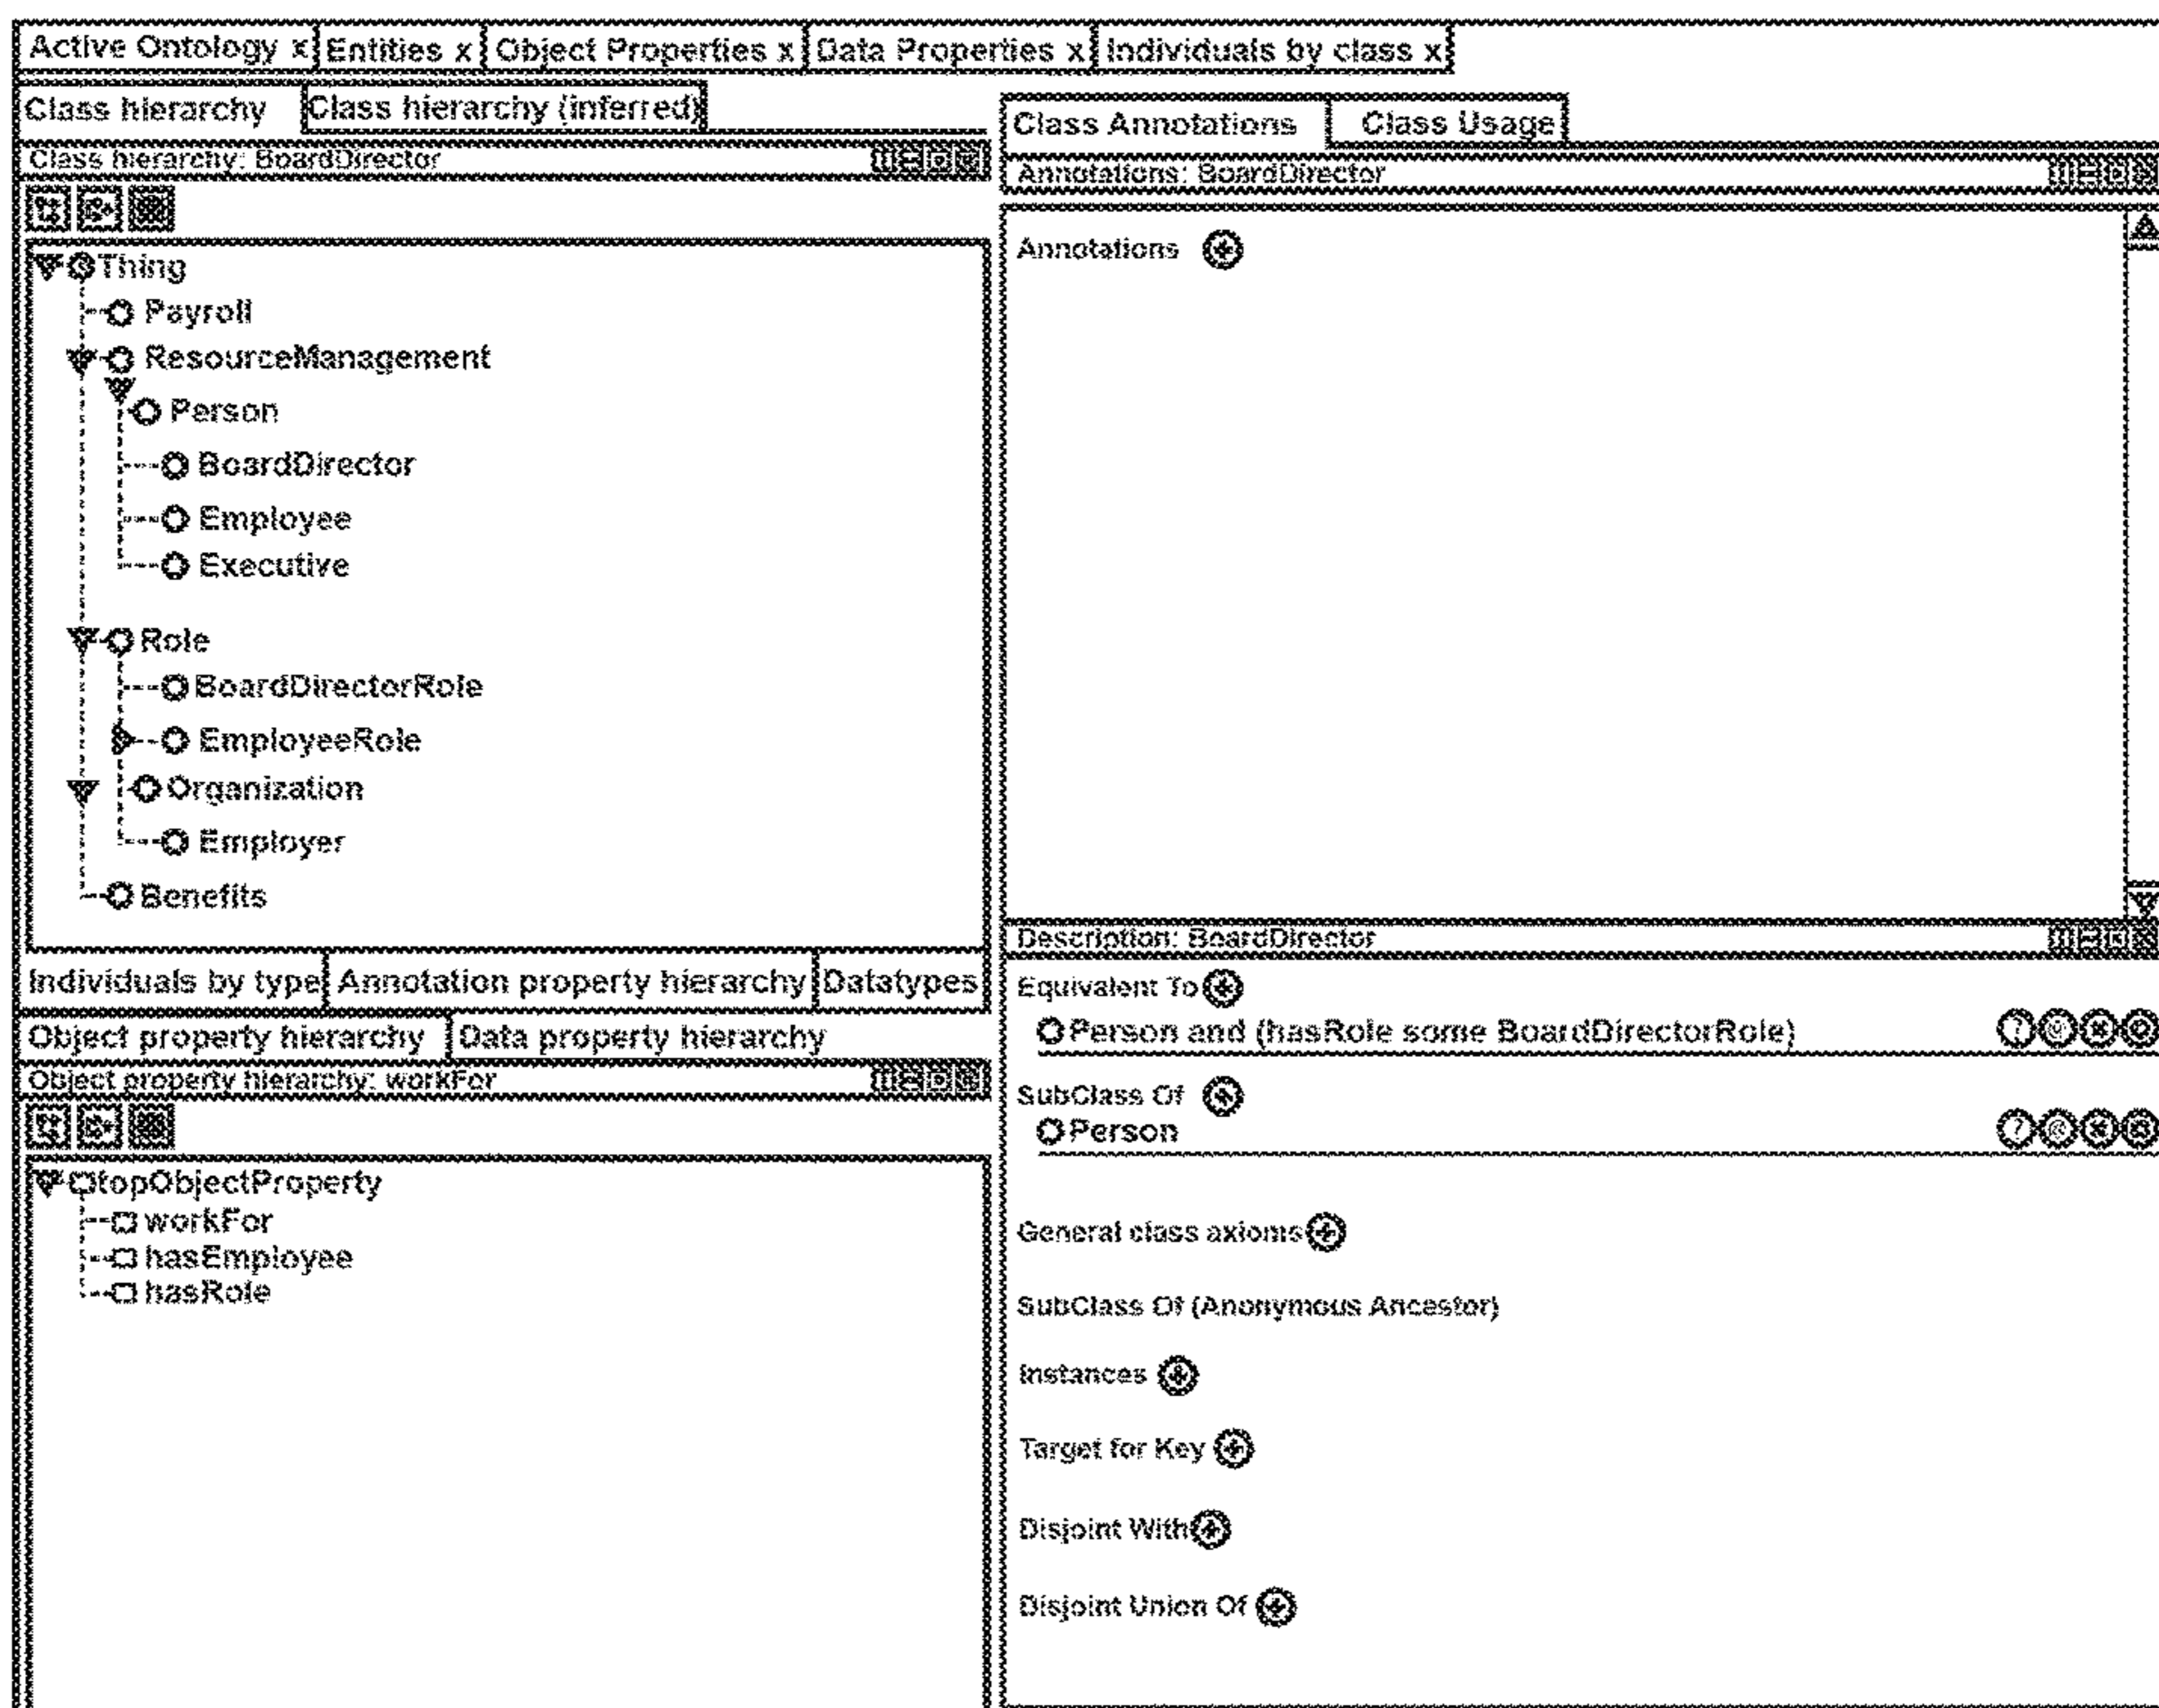 Active Ontology x Entities x Object Properties x Data Properties x Individuals by class x
Class hierarchy Class hierarchy (inferred)
Class hierarchy: BoardDirector
Thing
Payroll
ResourceManagement
Person
BoardDirector
Employee
Executive
Role
BoardDirectorRole
EmployeeRole
Organization
Employer
Benefits
Individuals by type Annotation property hierarchy Datatypes
Object property hierarchy Data property hierarchy
Object property hierarchy: workFor
topObjectProperty
workFor
hasEmployee
hasRole
Class Annotations Class Usage
Annotations: BoardDirector
Annotations
Description: BoardDirector
Equivalent To
Person and (hasRole some BoardDirectorRole)
SubClass Of
Person
General class axioms
SubClass Of (Anonymous Ancestor)
Instances
Target for Key
Disjoint With
Disjoint Union Of